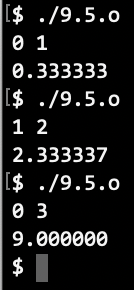 [$ ./9.5.o
0 1
0.333333
[$ ./9.5.o
1 2
2.333337
[$ ./9.5.o
0 3
9.000000
$